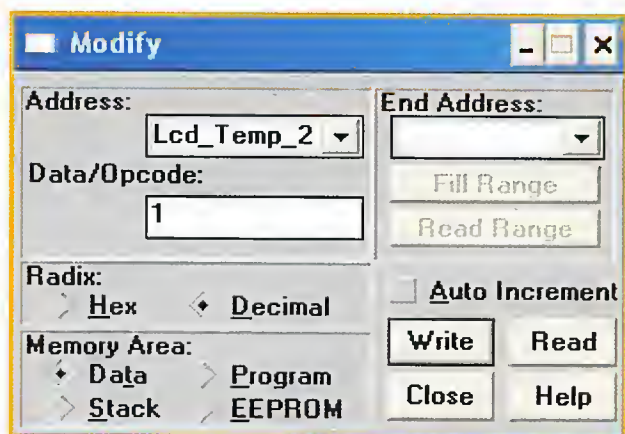 Modify
Address:
Lcd_Temp_2
Data/Opcode:
1
End Address:
Fill Range
Read Range
Radix:
Hex Decimal
Memory Area:
Data Program
Stack EEPROM
Auto Increment
Write Read
Close Help